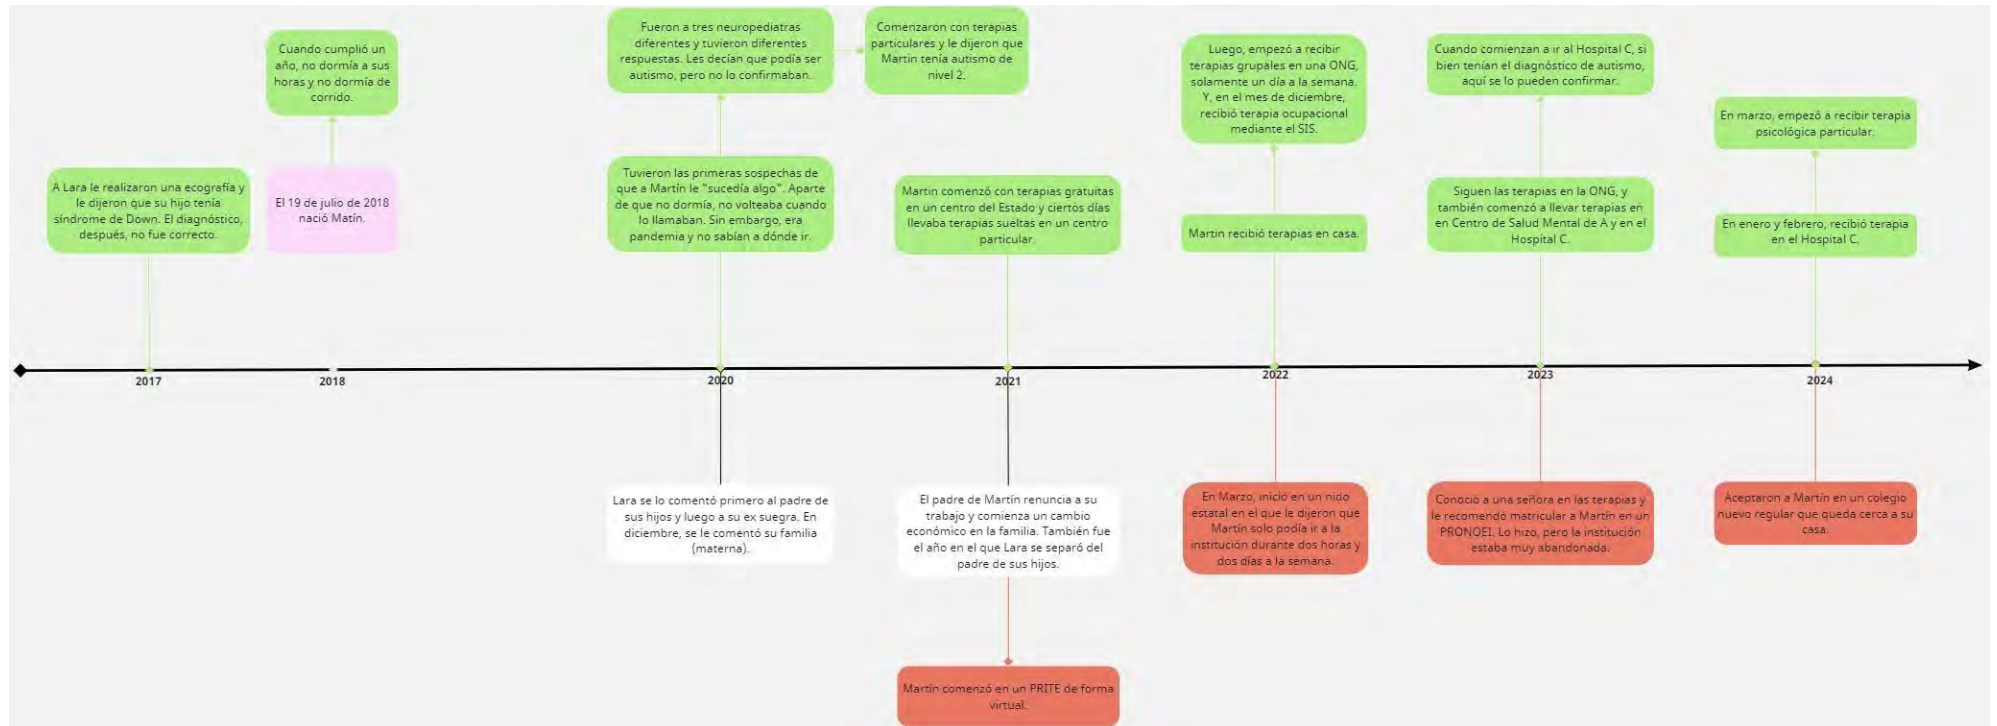 A Lara le realizaron una ecografía y
le dijeron que su hijo tenía
síndrome de Down. El diagnóstico,
después, no fue correcto.
Cuando cumplió un
año, no dormía a sus
horas y no dormía de
corrido.
El 19 de julio de 2018
nació Matín.
Fueron a tres neuropediatras
diferentes y tuvieron diferentes
respuestas. Les decían que podía ser
autismo, pero no lo confirmaban.
Comenzaron con terapias
particulares y le dijeron que
Martin tenía autismo de
nivel 2.
Tuvieron las primeras sospechas de
que a Martín le "sucedía algo". Aparte
de que no dormía, no volteaba cuando
lo llamaban. Sin embargo, era
pandemia y no sabían a dónde ir.
Martin comenzó con terapias gratuitas
en un centro del Estado y ciertos días
llevaba terapias sueltas en un centro
particular.
Luego, empezó a recibir
terapias grupales en una ONG,
solamente un día a la semana.
Y, en el mes de diciembre,
recibió terapia ocupacional
mediante el SIS.
Martin recibió terapias en casa.
Cuando comienzan a ir al Hospital C, si
bien tenían el diagnóstico de autismo,
aquí se lo pueden confirmar.
Siguen las terapias en la ONG, y
también comenzó a llevar terapias en
en Centro de Salud Mental de A y en el
Hospital C.
En marzo, empezó a recibir terapia
psicológica particular.
En enero y febrero, recibió terapia
en el Hospital C.
2017
2018
2020
2021
2022
2023
2024
Lara se lo comentó primero al padre de
sus hijos y luego a su ex suegra. En
diciembre, se le comentó su familia
(materna).
El padre de Martín renuncia a su
trabajo y comienza un cambio
económico en la familia. También fue
el año en el que Lara se separó del
padre de sus hijos.
Martín comenzó en un PRITE de forma
virtual.
En Marzo, inició en un nido
estatal en el que le dijeron que
Martín solo podía ir a la
institución durante dos horas y
dos días a la semana.
Conoció a una señora en las terapias y
le recomendó matricular a Martín en un
PRONOEI. Lo hizo, pero la institución
estaba muy abandonada.
Aceptaron a Martín en un colegio
nuevo regular que queda cerca a su
casa.